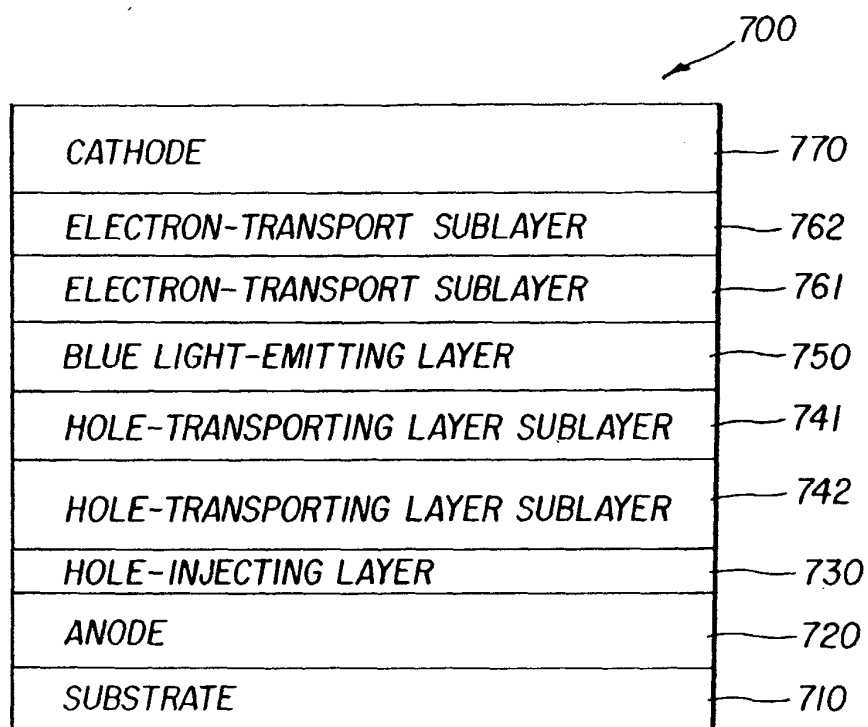 700
CATHODE 770
ELECTRON-TRANSPORT SUBLAYER 762
ELECTRON-TRANSPORT SUBLAYER 761
BLUE LIGHT-EMITTING LAYER 750
HOLE-TRANSPORTING LAYER SUBLAYER 741
HOLE-TRANSPORTING LAYER SUBLAYER 742
HOLE-INJECTING LAYER 730
ANODE 720
SUBSTRATE 710